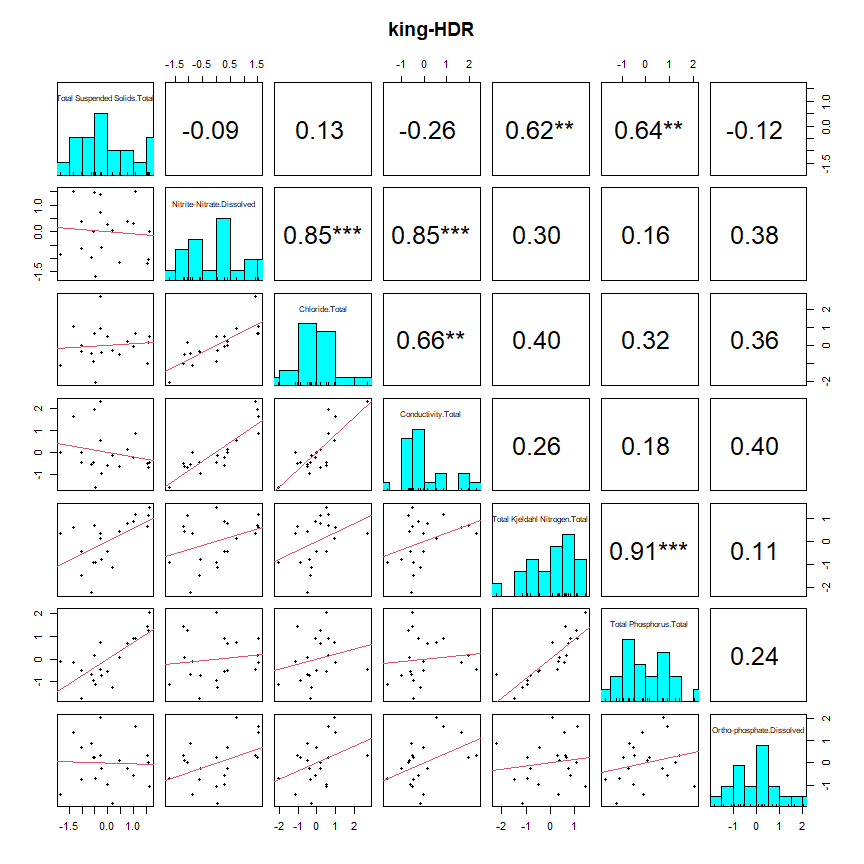 king-HDR
-1.5 -0.5 0.5 1.5
-1 0 1 2
-1 0 1 2
Total Suspended Solids.Total
-0.09
0.13
-0.26
0.62**
0.64**
-0.12
-1.5 0.0 1.0
-1.5 0.0 1.0
Nitrite-Nitrate.Dissolved
0.85***
0.85***
0.30
0.16
0.38
Chloride.Total
0.66**
0.40
0.32
0.36
-2 0 1 2
-1 0 1 2
Conductivity.Total
0.26
0.18
0.40
Total Kjeldahl Nitrogen.Total
0.91***
0.11
-2 -1 0 1
-1 0 1 2
Total Phosphorus.Total
0.24
Ortho-phosphate.Dissolved
-1 0 1 2
-1.5 0.0 1.0
-2 -1 0 1 2
-2 -1 0 1
-1 0 1 2